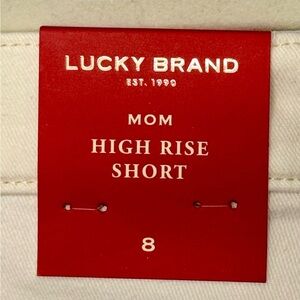 LUCKY BRAND
EST. 1990
MOM
HIGH RISE
SHORT
8